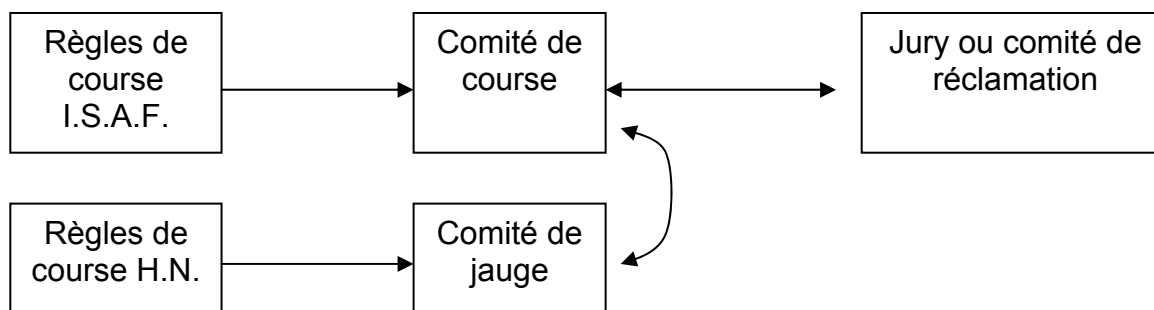 Règles de
course
I.S.A.F.
Comité de
course
Jury ou comité de
réclamation
Règles de
course H.N.
Comité de
jauge